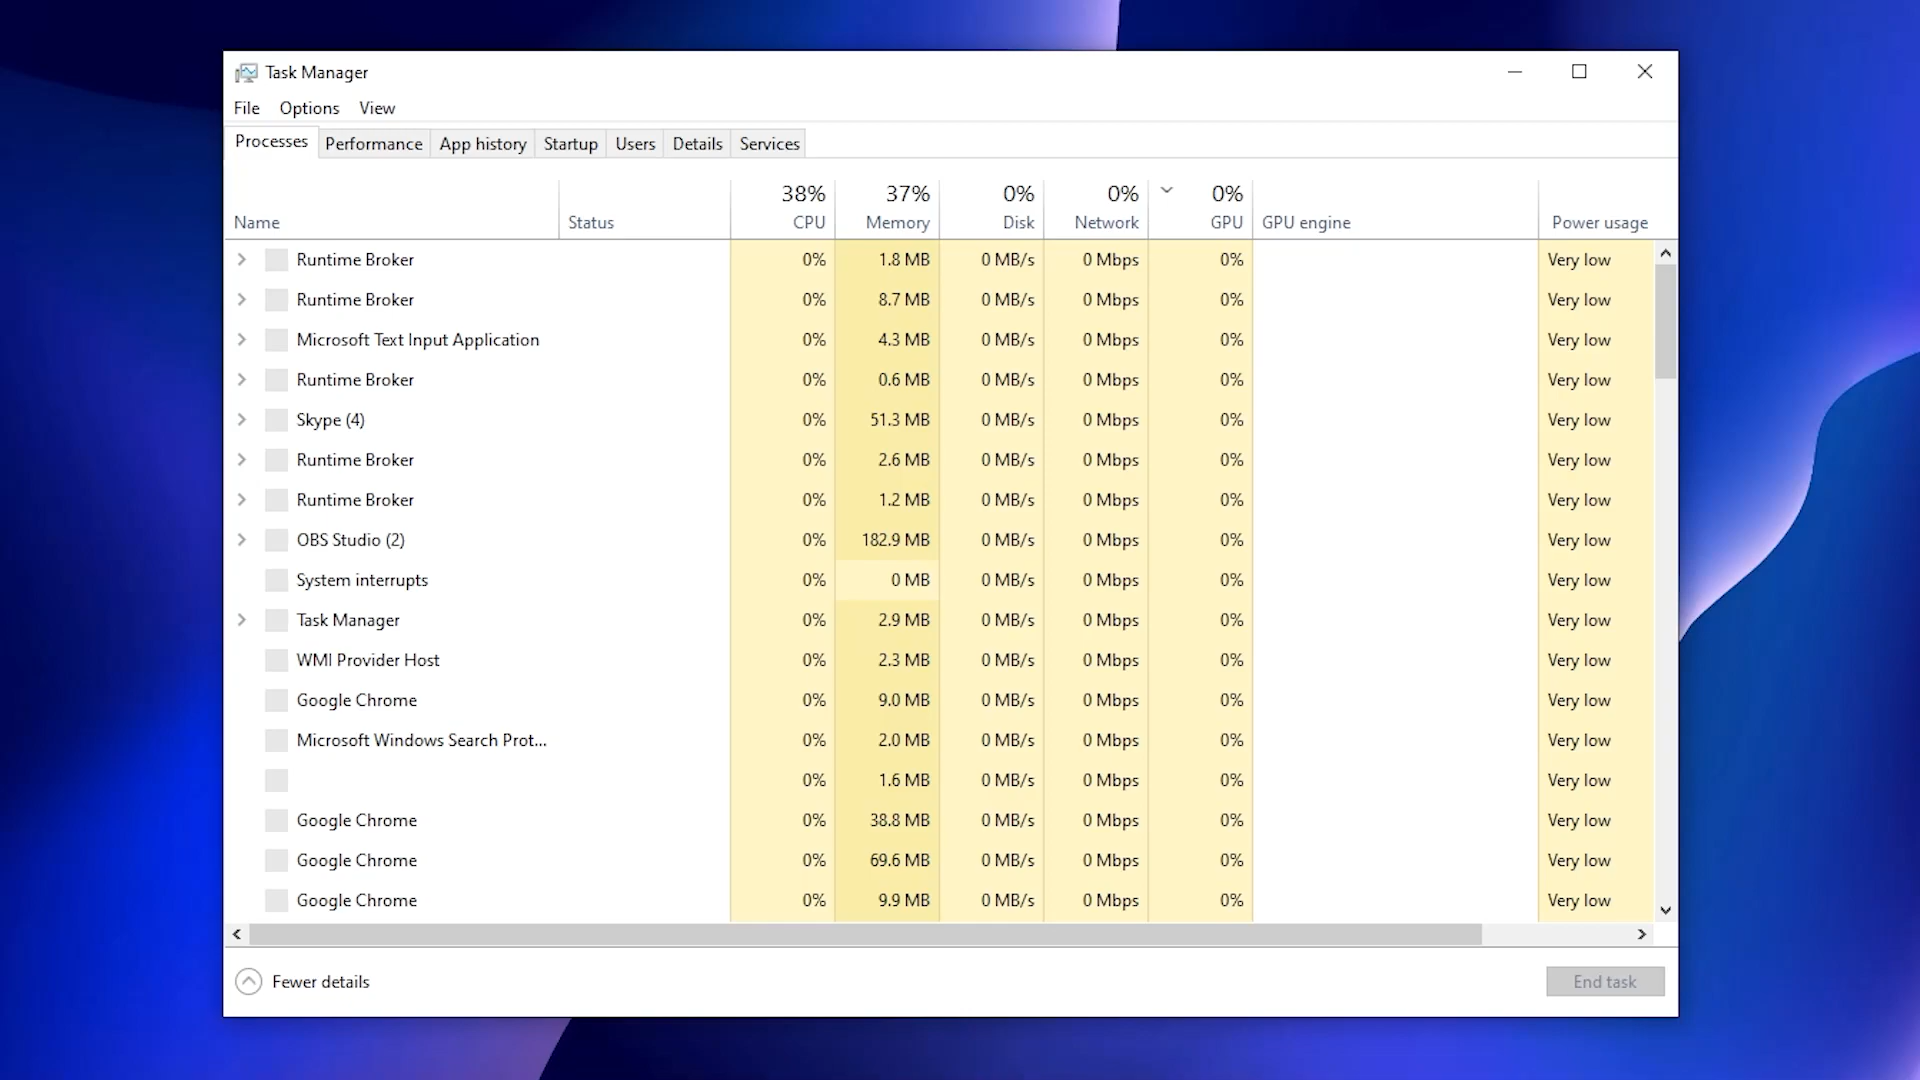 Task Manager
File Options View
Processes Performance App history Startup Users Details Services
38% 37% 0% 0% 0%
Name Status CPU Memory Disk Network GPU GPU engine Power usage
Runtime Broker 0% 1.8 MB 0 MB/s 0 Mbps 0% Very low
Runtime Broker 0% 8.7 MB 0 MB/s 0 Mbps 0% Very low
Microsoft Text Input Application 0% 4.3 MB 0 MB/s 0 Mbps 0% Very low
Runtime Broker 0% 0.6 MB 0 MB/s 0 Mbps 0% Very low
Skype (4) 0% 51.3 MB 0 MB/s 0 Mbps 0% Very low
Runtime Broker 0% 2.6 MB 0 MB/s 0 Mbps 0% Very low
Runtime Broker 0% 1.2 MB 0 MB/s 0 Mbps 0% Very low
OBS Studio (2) 0% 182.9 MB 0 MB/s 0 Mbps 0% Very low
System interrupts 0% 0 MB 0 MB/s 0 Mbps 0% Very low
Task Manager 0% 2.9 MB 0 MB/s 0 Mbps 0% Very low
WMI Provider Host 0% 2.3 MB 0 MB/s 0 Mbps 0% Very low
Google Chrome 0% 9.0 MB 0 MB/s 0 Mbps 0% Very low
Microsoft Windows Search Prot... 0% 2.0 MB 0 MB/s 0 Mbps 0% Very low
0% 1.6 MB 0 MB/s 0 Mbps 0% Very low
Google Chrome 0% 38.8 MB 0 MB/s 0 Mbps 0% Very low
Google Chrome 0% 69.6 MB 0 MB/s 0 Mbps 0% Very low
Google Chrome 0% 9.9 MB 0 MB/s 0 Mbps 0% Very low
Fewer details End task